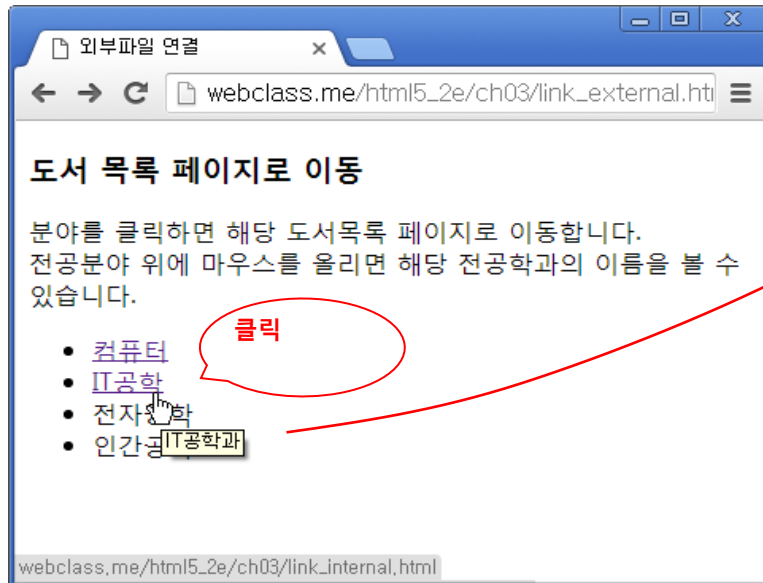 외부파일 연결
webclass.me/html5_2e/ch03/link_external.ht
도서 목록 페이지로 이동
분야를 클릭하면 해당 도서목록 페이지로 이동합니다.
전공분야 위에 마우스를 올리면 해당 전공학과의 이름을 볼 수
있습니다.
클릭
• 컴퓨터
• IT공학
• 전자공학
IT공학과
webclass.me/html5_2e/ch03/link_internal.html